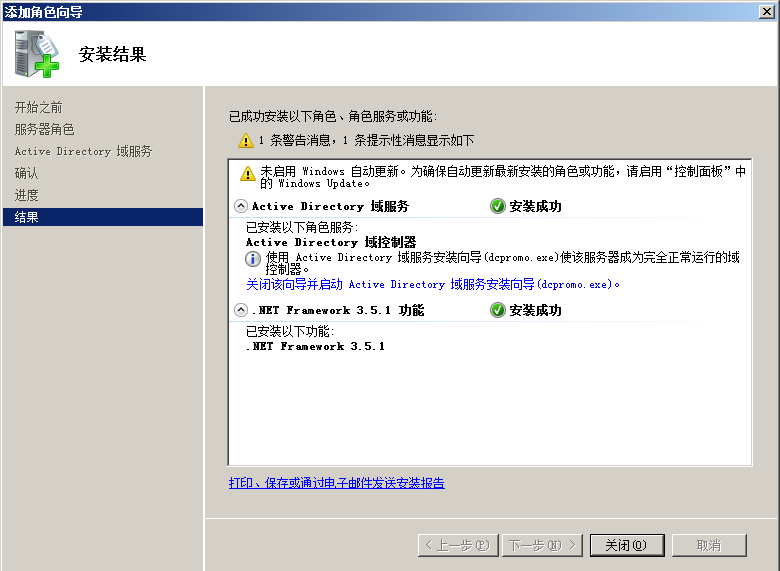 添加角色向导
安装结果
开始之前
服务器角色
Active Directory 域服务
确认
进度
结果
已成功安装以下角色、角色服务或功能:
1 条警告消息，1 条提示性消息显示如下
未启用 Windows 自动更新。为确保自动更新最新安装的角色或功能，请启用“控制面板”中
的 Windows Update。
Active Directory 域服务 安装成功
已安装以下角色服务:
Active Directory 域控制器
使用 Active Directory 域服务安装向导(dcpromo.exe)使该服务器成为完全正常运行的域
控制器。
关闭该向导并启动 Active Directory 域服务安装向导(dcpromo.exe)。
.NET Framework 3.5.1 功能 安装成功
已安装以下功能:
.NET Framework 3.5.1
打印、保存或通过电子邮件发送安装报告
< 上一步(P) 下一步(N) > 关闭(O) 取消